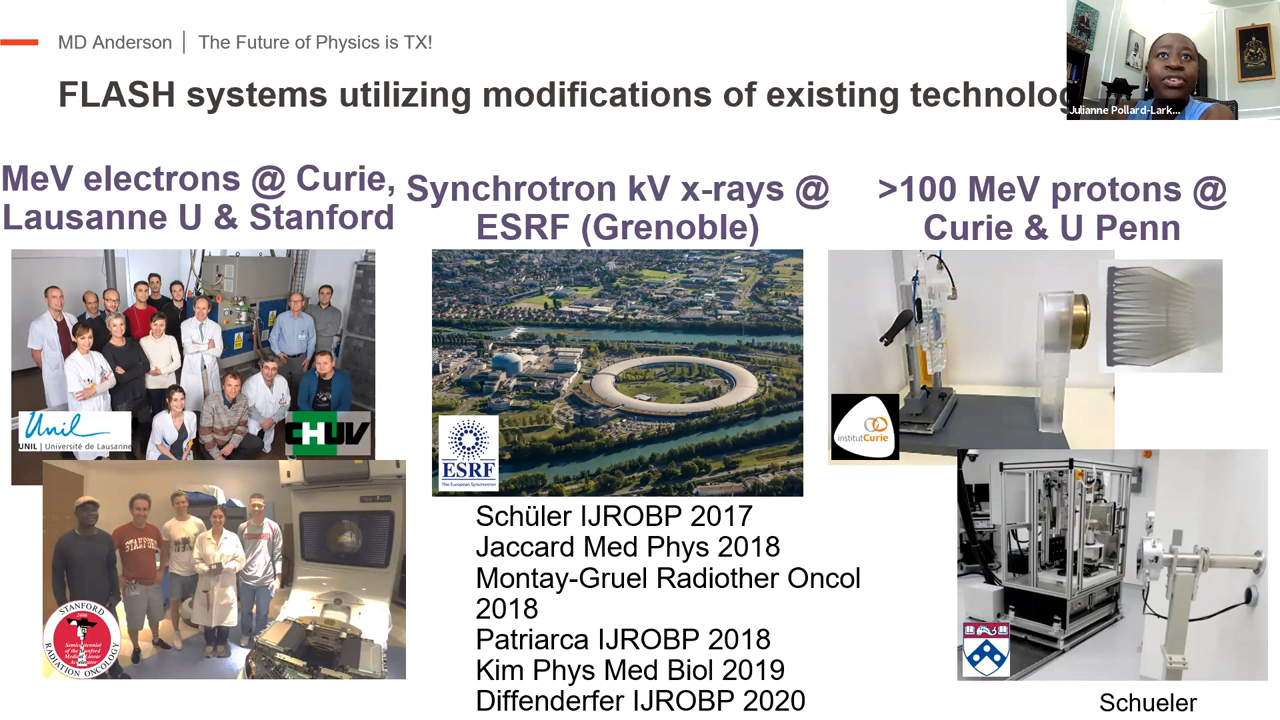 MD Anderson | The Future of Physics is TX!
FLASH systems utilizing modifications of existing technolog
Julianne Pollard-Lark...
MeV electrons @ Curie,
Lausanne U & Stanford
Synchrotron kV x-rays @
ESRF (Grenoble)
>100 MeV protons @
Curie & U Penn
Unil
UNIL | Université de Lausanne
CHUV
STANFORD
RADIATION ONCOLOGY
STANFORD
ESRF
The European Synchrotron
institutCurie
Schüler IJROBP 2017
Jaccard Med Phys 2018
Montay-Gruel Radiother Oncol
2018
Patriarca IJROBP 2018
Kim Phys Med Biol 2019
Diffenderfer IJROBP 2020
Schueler